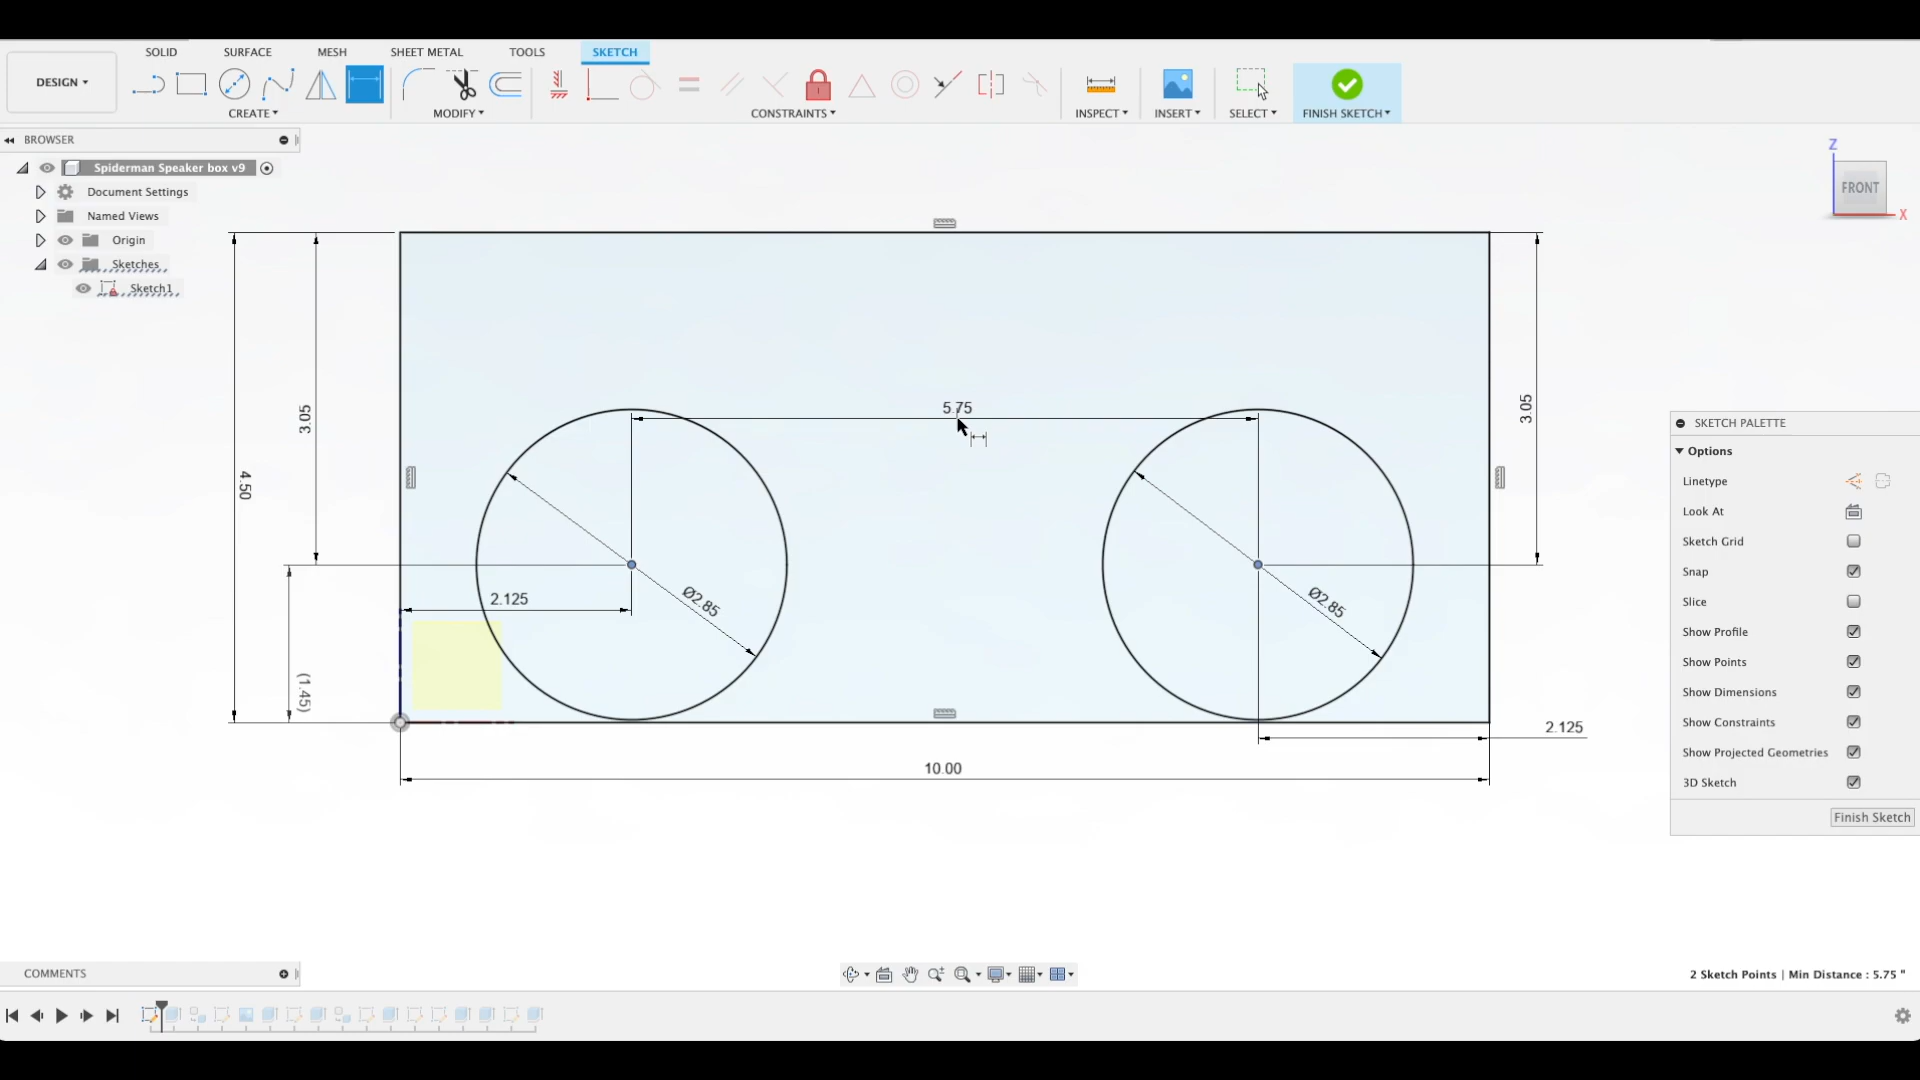 SOLID SURFACE MESH SHEET METAL TOOLS SKETCH
DESIGN
CREATE MODIFY CONSTRAINTS INSPECT INSERT SELECT FINISH SKETCH
BROWSER
Spiderman Speaker box v9
Document Settings
Named Views
Origin
Sketches
Sketch1
Z
FRONT
X
3.05
4.50
(1.45)
5.75
3.05
2.125
Ø2.85
Ø2.85
2.125
10.00
SKETCH PALETTE
Options
Linetype
Look At
Sketch Grid
Snap
Slice
Show Profile
Show Points
Show Dimensions
Show Constraints
Show Projected Geometries
3D Sketch
Finish Sketch
COMMENTS
2 Sketch Points | Min Distance : 5.75 "